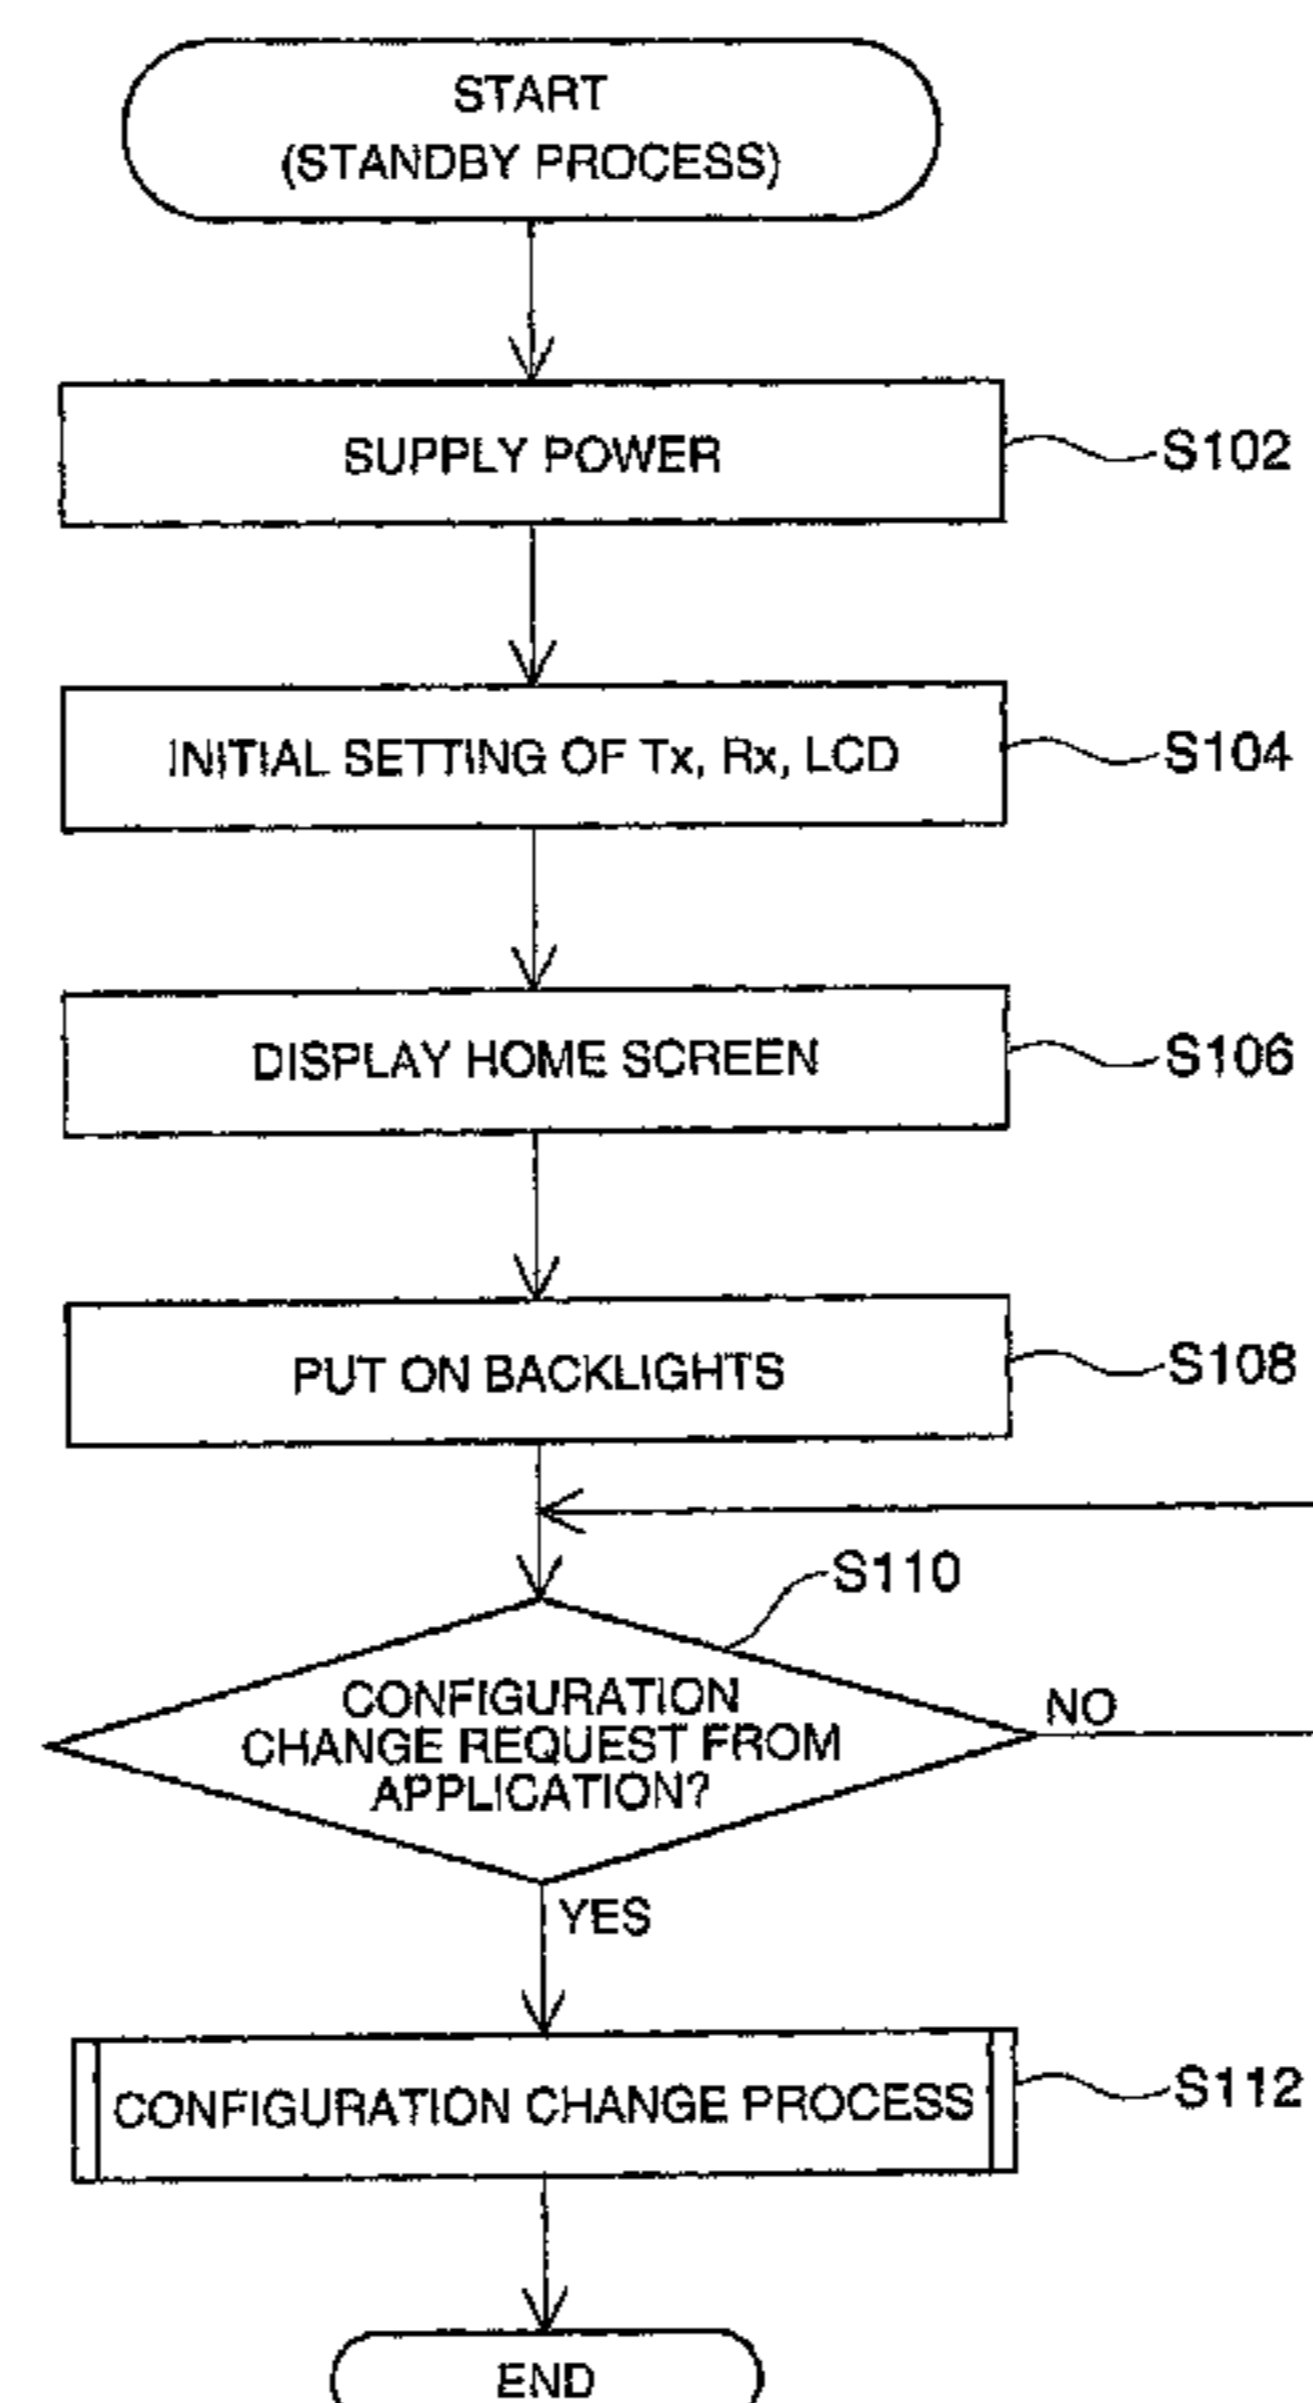 START
(STANDBY PROCESS)
SUPPLY POWER
S102
INITIAL SETTING OF Tx, Rx, LCD
S104
DISPLAY HOME SCREEN
S106
PUT ON BACKLIGHTS
S108
S110
CONFIGURATION
CHANGE REQUEST FROM
APPLICATION?
NO
YES
CONFIGURATION CHANGE PROCESS
S112
END